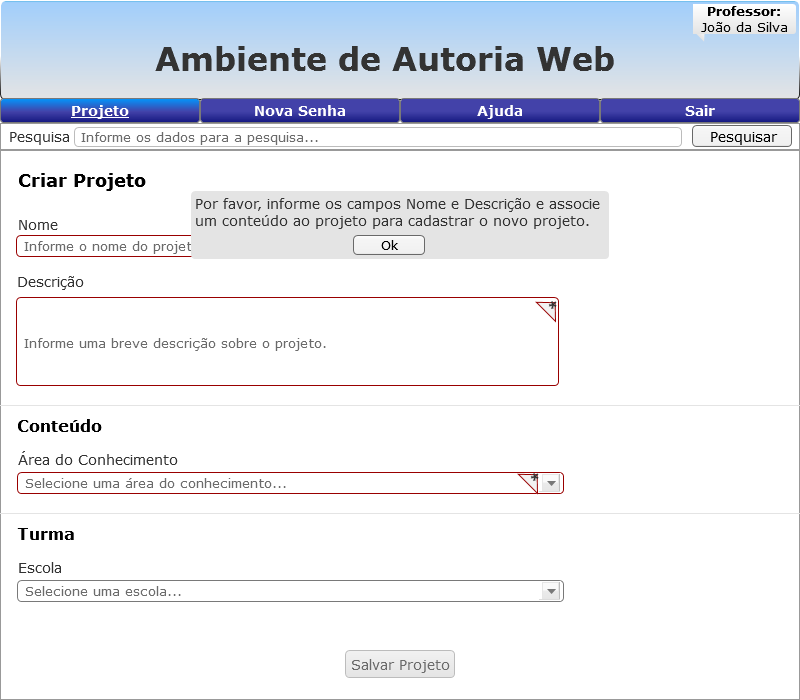 Professor:
João da Silva
Ambiente de Autoria Web
Projeto Nova Senha Ajuda Sair
Pesquisa Informe os dados para a pesquisa... Pesquisar
Criar Projeto
Por favor, informe os campos Nome e Descrição e associe
um conteúdo ao projeto para cadastrar o novo projeto.
Ok
Nome
Informe o nome do projet
Descrição
*
Informe uma breve descrição sobre o projeto.
Conteúdo
Área do Conhecimento
Selecione uma área do conhecimento... *
Turma
Escola
Selecione uma escola...
Salvar Projeto